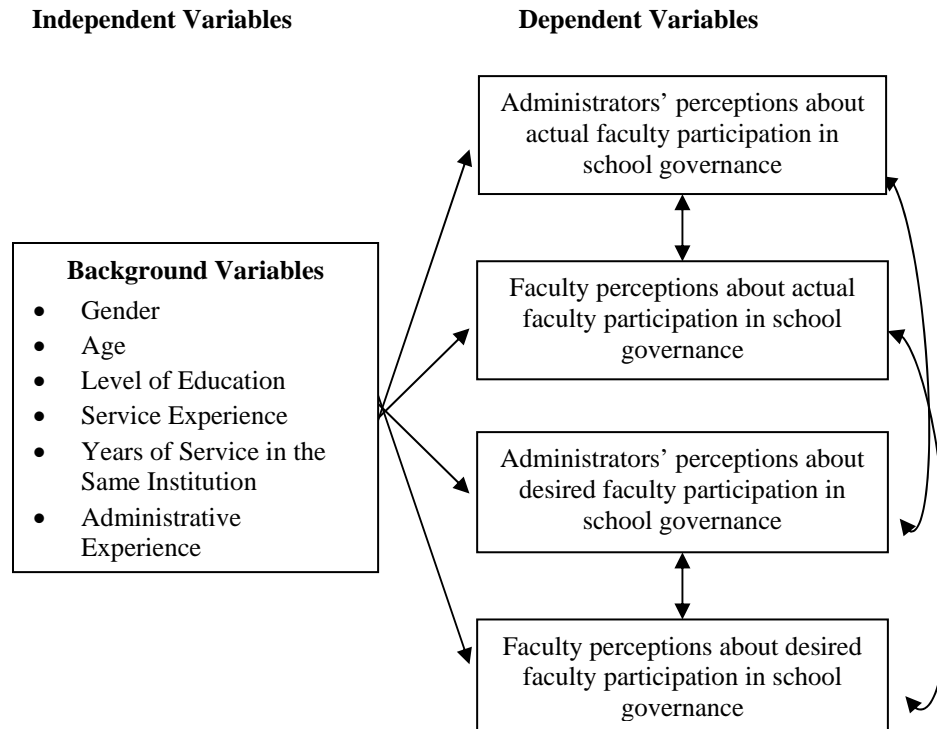 Independent Variables
Dependent Variables
Background Variables
• Gender
• Age
• Level of Education
• Service Experience
• Years of Service in the
Same Institution
• Administrative
Experience
Administrators’ perceptions about
actual faculty participation in
school governance
Faculty perceptions about actual
faculty participation in school
governance
Administrators’ perceptions about
desired faculty participation in
school governance
Faculty perceptions about desired
faculty participation in school
governance